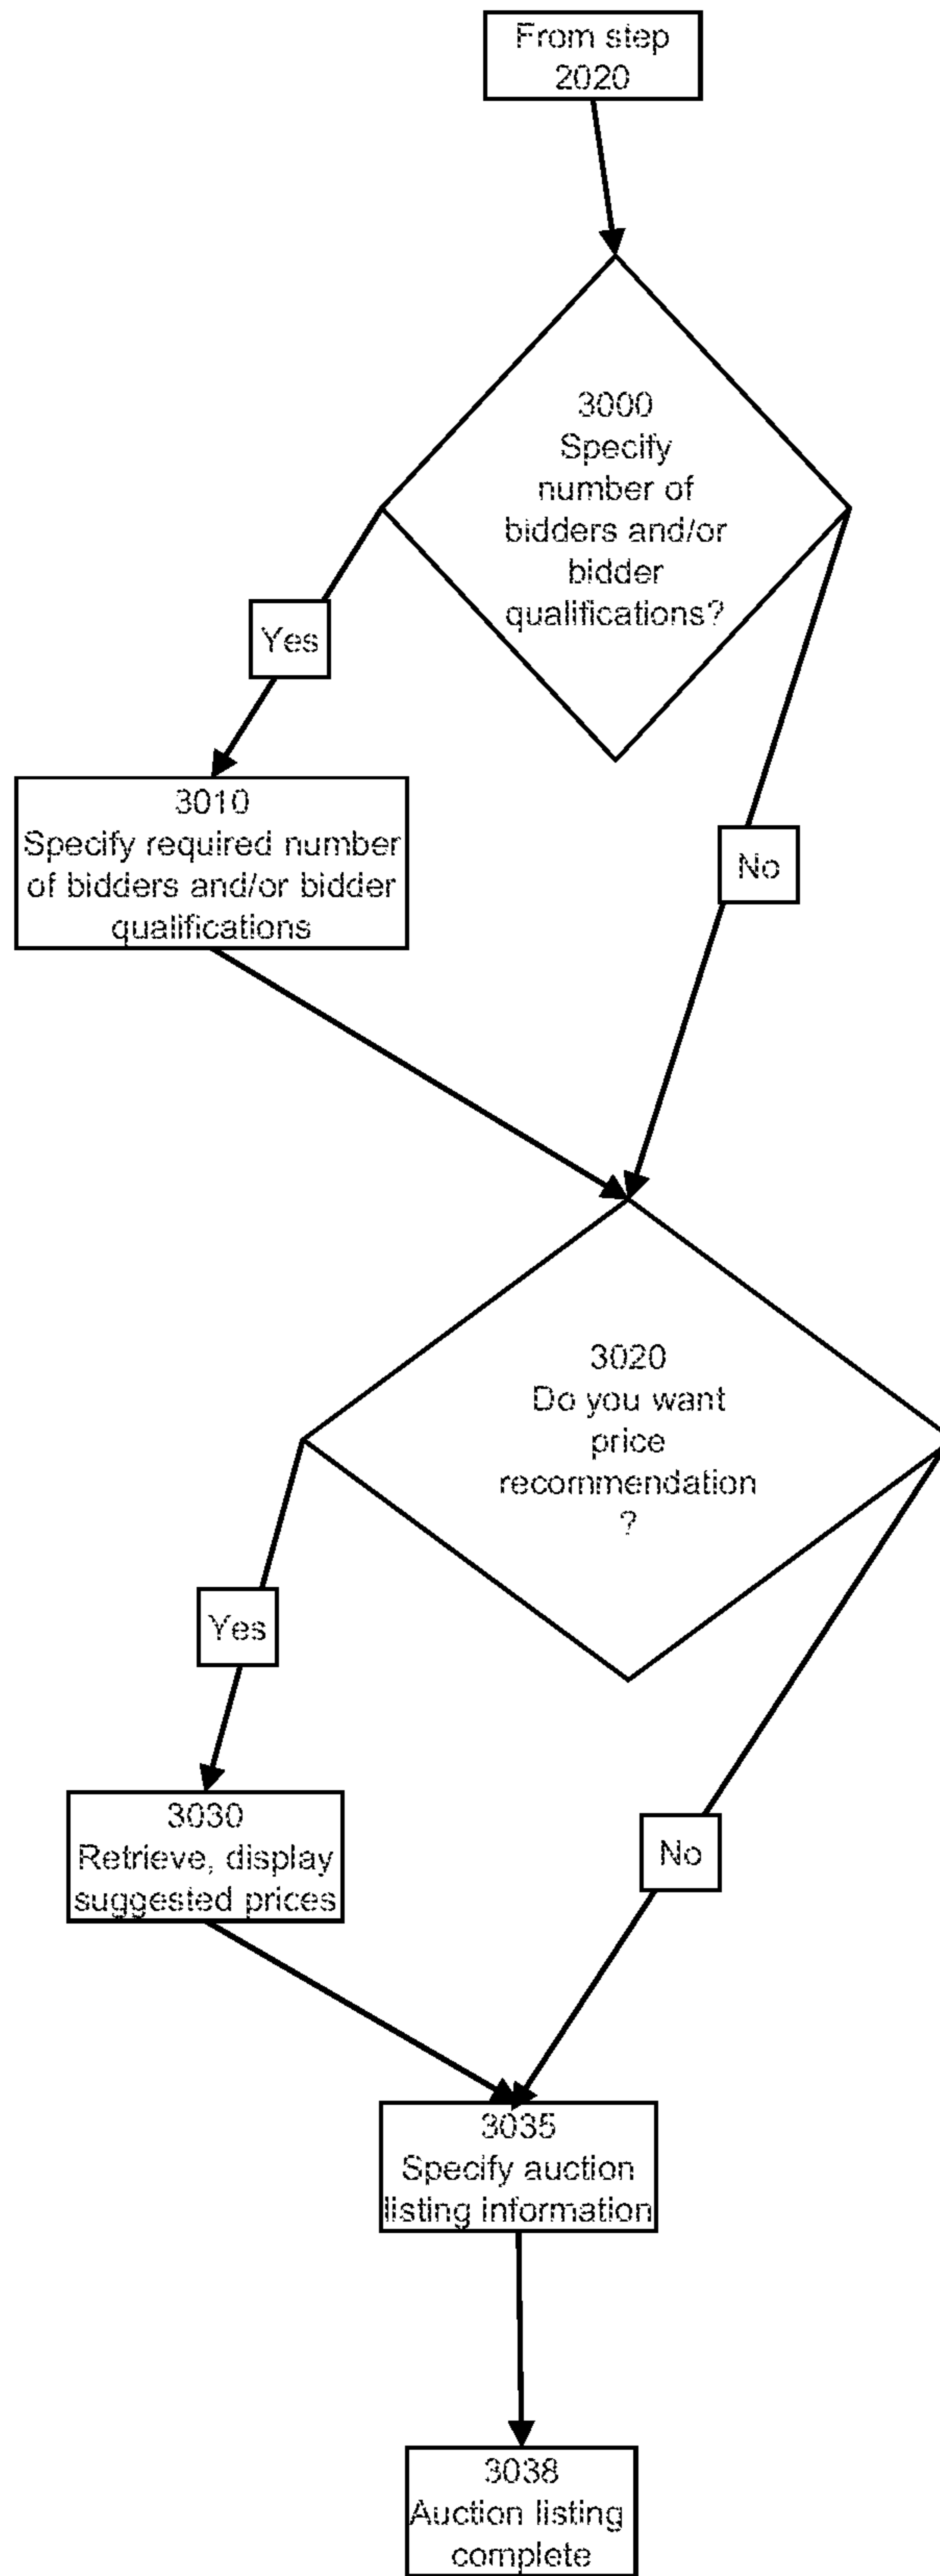 From step
2020
3000
Specify
number of
bidders and/or
bidder
qualifications?
Yes
3010
Specify required number
of bidders and/or bidder
qualifications
No
3020
Do you want
price
recommendation
?
Yes
3030
Retrieve, display
suggested prices
No
3035
Specify auction
listing information
3038
Auction listing
complete